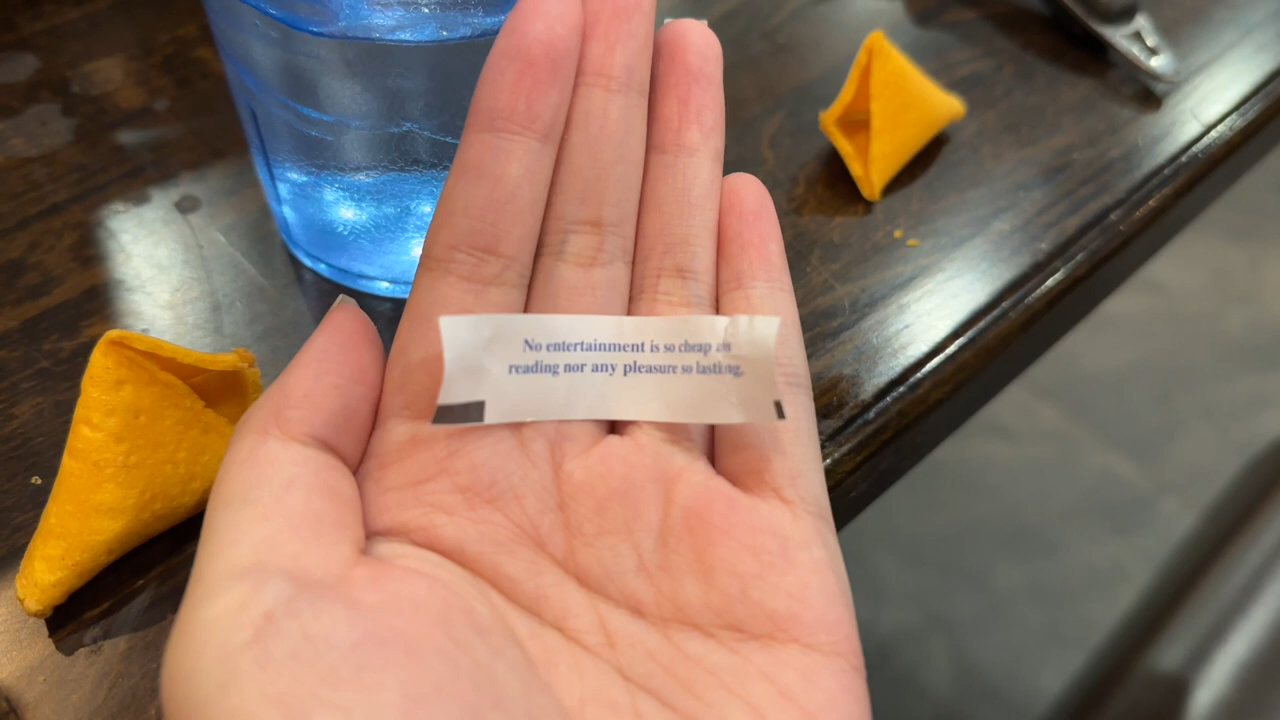 No entertainment is so cheap as
reading nor any pleasure so lasting.